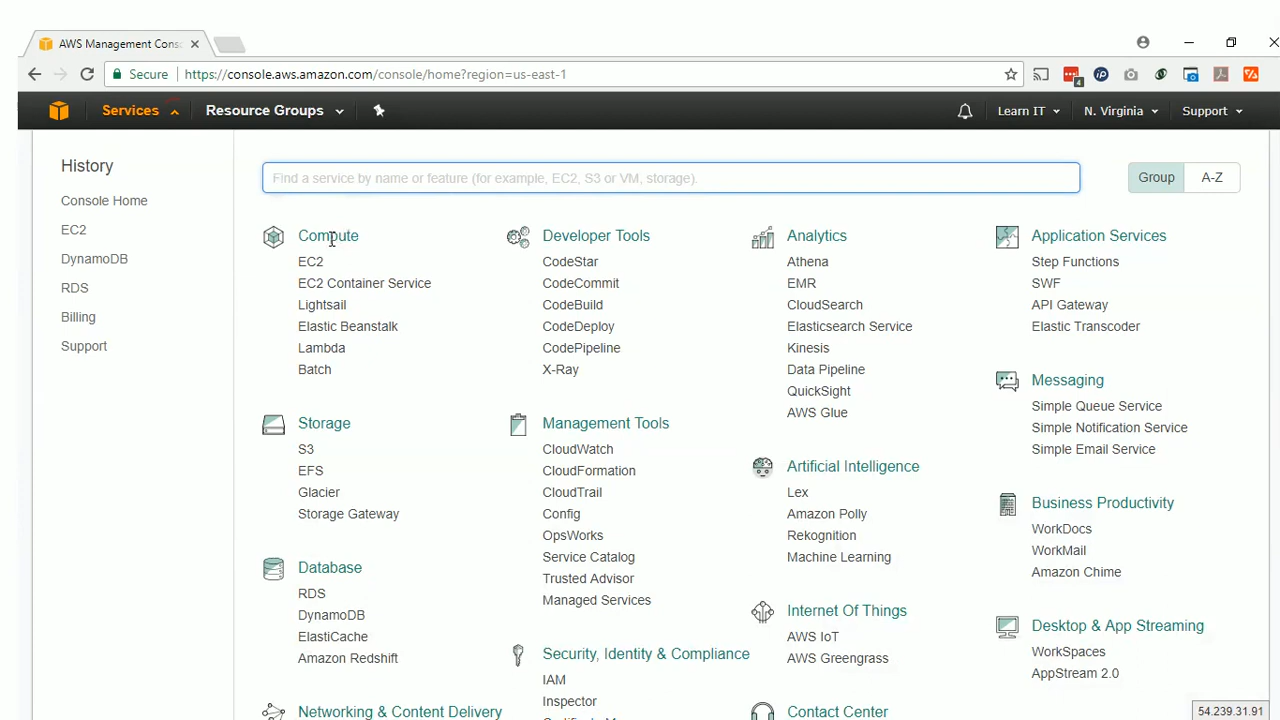 AWS Management Cons
Secure
https://console.aws.amazon.com/console/home?region=us-east-1
4
Services
Resource Groups
Learn IT
N. Virginia
Support
History
Console Home
EC2
DynamoDB
RDS
Billing
Support
Find a service by name or feature (for example, EC2, S3 or VM, storage).
Group
A-Z
Compute
EC2
EC2 Container Service
Lightsail
Elastic Beanstalk
Lambda
Batch
Storage
S3
EFS
Glacier
Storage Gateway
Database
RDS
DynamoDB
ElastiCache
Amazon Redshift
Networking & Content Delivery
Developer Tools
CodeStar
CodeCommit
CodeBuild
CodeDeploy
CodePipeline
X-Ray
Management Tools
CloudWatch
CloudFormation
CloudTrail
Config
OpsWorks
Service Catalog
Trusted Advisor
Managed Services
Security, Identity & Compliance
IAM
Inspector
Analytics
Athena
EMR
CloudSearch
Elasticsearch Service
Kinesis
Data Pipeline
QuickSight
AWS Glue
Artificial Intelligence
Lex
Amazon Polly
Rekognition
Machine Learning
Internet Of Things
AWS IoT
AWS Greengrass
Contact Center
Application Services
Step Functions
SWF
API Gateway
Elastic Transcoder
Messaging
Simple Queue Service
Simple Notification Service
Simple Email Service
Business Productivity
WorkDocs
WorkMail
Amazon Chime
Desktop & App Streaming
WorkSpaces
AppStream 2.0
54.239.31.91